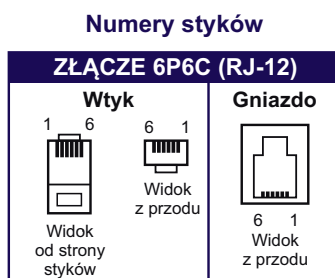 Numery styków
ZŁĄCZE 6P6C (RJ-12)
Wtyk
1 6
Widok
od strony
styków
6 1
Widok
z przodu
Gniazdo
6 1
Widok
z przodu